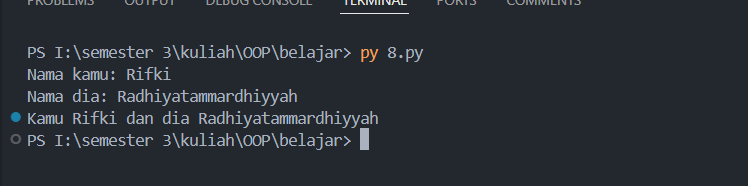 PROBLEMS OUTPUT DEBUG CONSOLE TERMINAL PORTS COMMENTS
PS I:\semester 3\kuliah\OOP\belajar> py 8.py
Nama kamu: Rifki
Nama dia: Radhiyatammardhiyyah
Kamu Rifki dan dia Radhiyatammardhiyyah
PS I:\semester 3\kuliah\OOP\belajar>